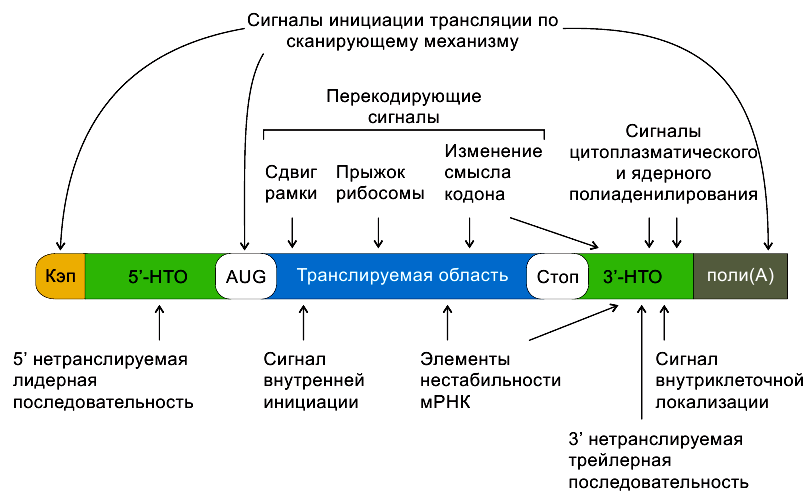 Сигналы инициации трансляции по
сканирующему механизму
Перекодирующие
сигналы
Сдвиг
рамки
Прыжок
рибосомы
Изменение
смысла
кодона
Сигналы
цитоплазматического
и ядерного
полиаденилирования
Кэп
5’-НТО
AUG
Транслируемая область
Стоп
3’-НТО
поли(А)
5’ нетранслируемая
лидерная
последовательность
Сигнал
внутренней
инициации
Элементы
нестабильности
мРНК
Сигнал
внутриклеточной
локализации
3’ нетранслируемая
трейлерная
последовательность